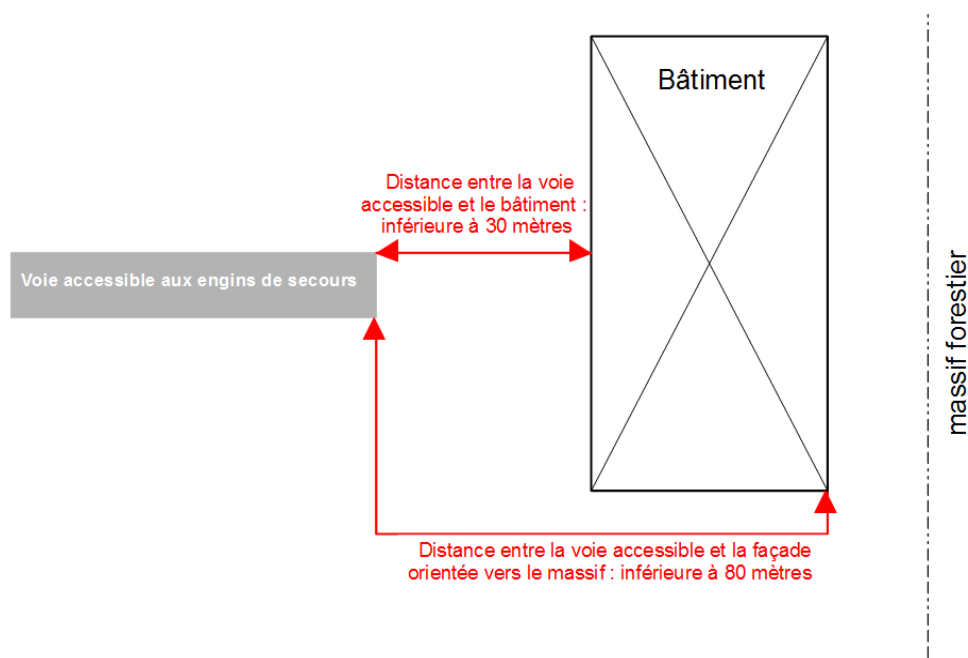 Bâtiment
Distance entre la voie
accessible et le bâtiment :
inférieure à 30 mètres
Voie accessible aux engins de secours
massif forestier
Distance entre la voie accessible et la façade
orientée vers le massif : inférieure à 80 mètres